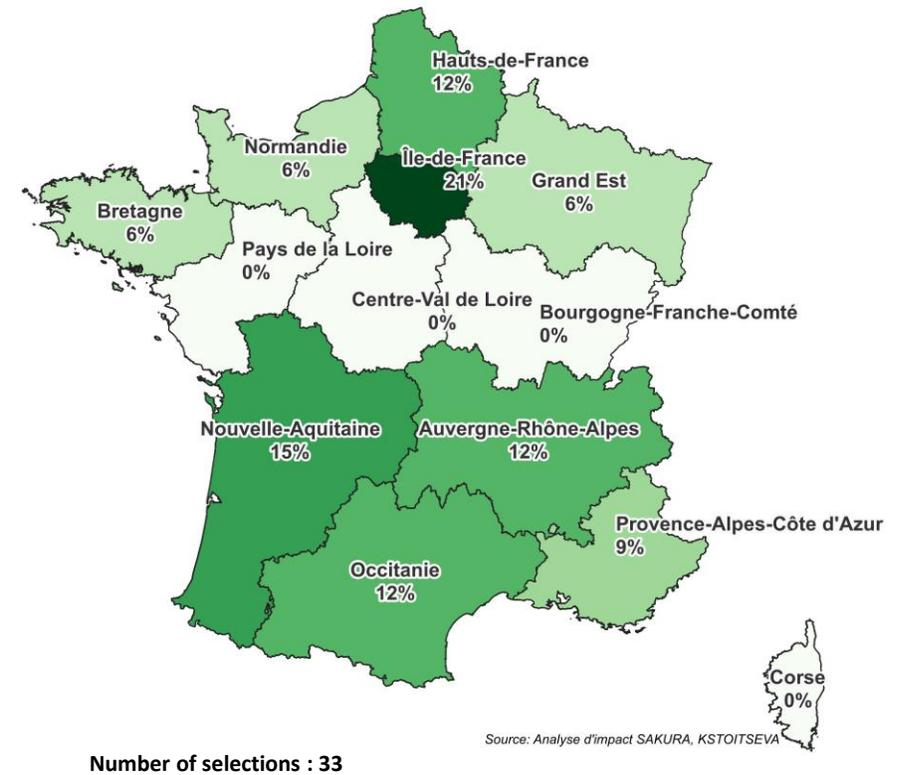 Hauts-de-France
12%
Normandie
6%
Île-de-France
21%
Grand Est
6%
Bretagne
6%
Pays de la Loire
0%
Centre-Val de Loire
0%
Bourgogne-Franche-Comté
0%
Nouvelle-Aquitaine
15%
Auvergne-Rhône-Alpes
12%
Provence-Alpes-Côte d'Azur
9%
Occitanie
12%
Corse
0%
Source: Analyse d'impact SAKURA, KSTOITSEVA
Number of selections : 33